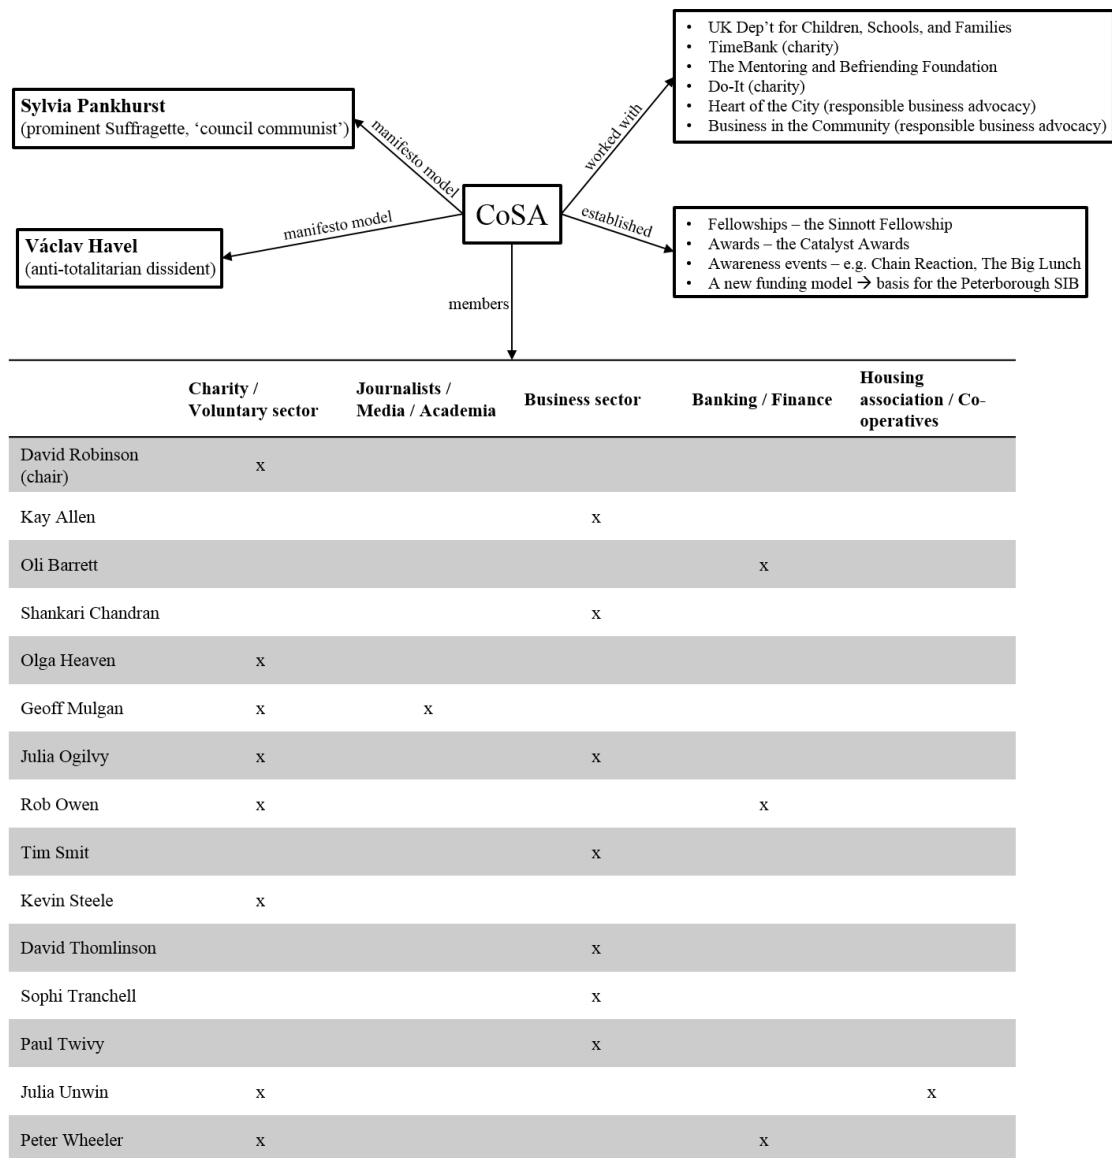 • UK Dep't for Children, Schools, and Families
• TimeBank (charity)
• The Mentoring and Befriending Foundation
• Do-It (charity)
• Heart of the City (responsible business advocacy)
• Business in the Community (responsible business advocacy)
Sylvia Pankhurst
(prominent Suffragette, ‘council communist’)
manifesto model
worked with
CoSA
Václav Havel
(anti-totalitarian dissident)
manifesto model
established
• Fellowships – the Sinnott Fellowship
• Awards – the Catalyst Awards
• Awareness events – e.g. Chain Reaction, The Big Lunch
• A new funding model → basis for the Peterborough SIB
members
Charity /
Voluntary sector
Journalists /
Media / Academia
Business sector
Banking / Finance
Housing
association / Co-
operatives
David Robinson
(chair)
x
Kay Allen x
Oli Barrett x
Shankari Chandran x
Olga Heaven x
Geoff Mulgan x x
Julia Ogilvy x x
Rob Owen x x
Tim Smit x
Kevin Steele x
David Thomlinson x
Sophi Tranchell x
Paul Twivy x
Julia Unwin x x
Peter Wheeler x x